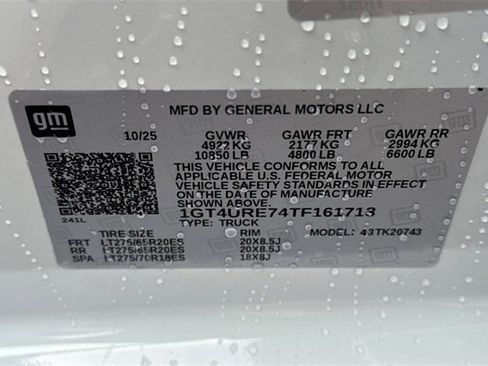 gm
MFD BY GENERAL MOTORS LLC
10/25 GVWR GAWR FRT GAWR RR
4922 KG 2177 KG 2994 KG
10850 LB 4800 LB 6600 LB
THIS VEHICLE CONFORMS TO ALL
APPLICABLE U.S. FEDERAL MOTOR
VEHICLE SAFETY STANDARDS IN EFFECT
ON THE DATE OF MANUFACTURE
SHOWN ABOVE.
241L 1GT4URE74TF161713
TYPE: TRUCK
TIRE SIZE RIM MODEL: 43TK20743
FRT LT275/65R20ES 20X8.5J
RR LT275/65R20ES 20X8.5J
SPA LT275/70R18ES 18X8J